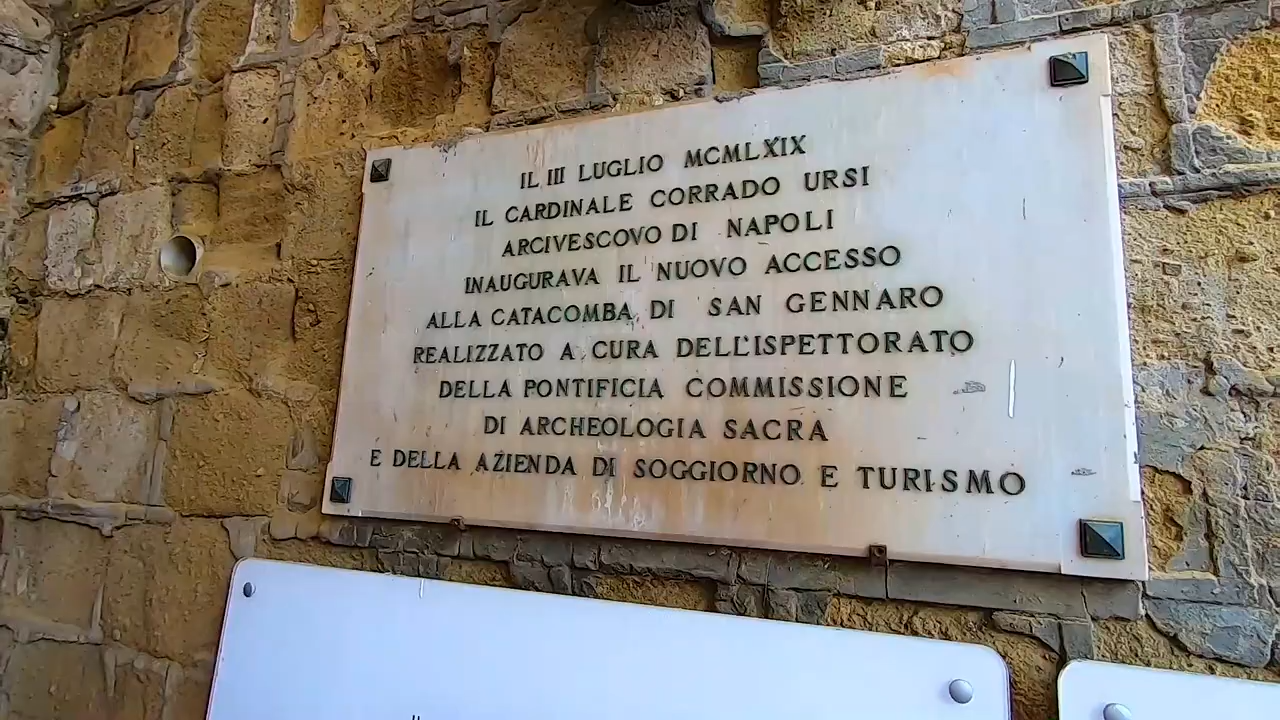 IL III LUGLIO MCMLXIX
IL CARDINALE CORRADO URSI
ARCIVESCOVO DI NAPOLI
INAUGURAVA IL NUOVO ACCESSO
ALLA CATACOMBA DI SAN GENNARO
REALIZZATO A CURA DELL'ISPETTORATO
DELLA PONTIFICIA COMMISSIONE
DI ARCHEOLOGIA SACRA
E DELLA AZIENDA DI SOGGIORNO E TURISMO